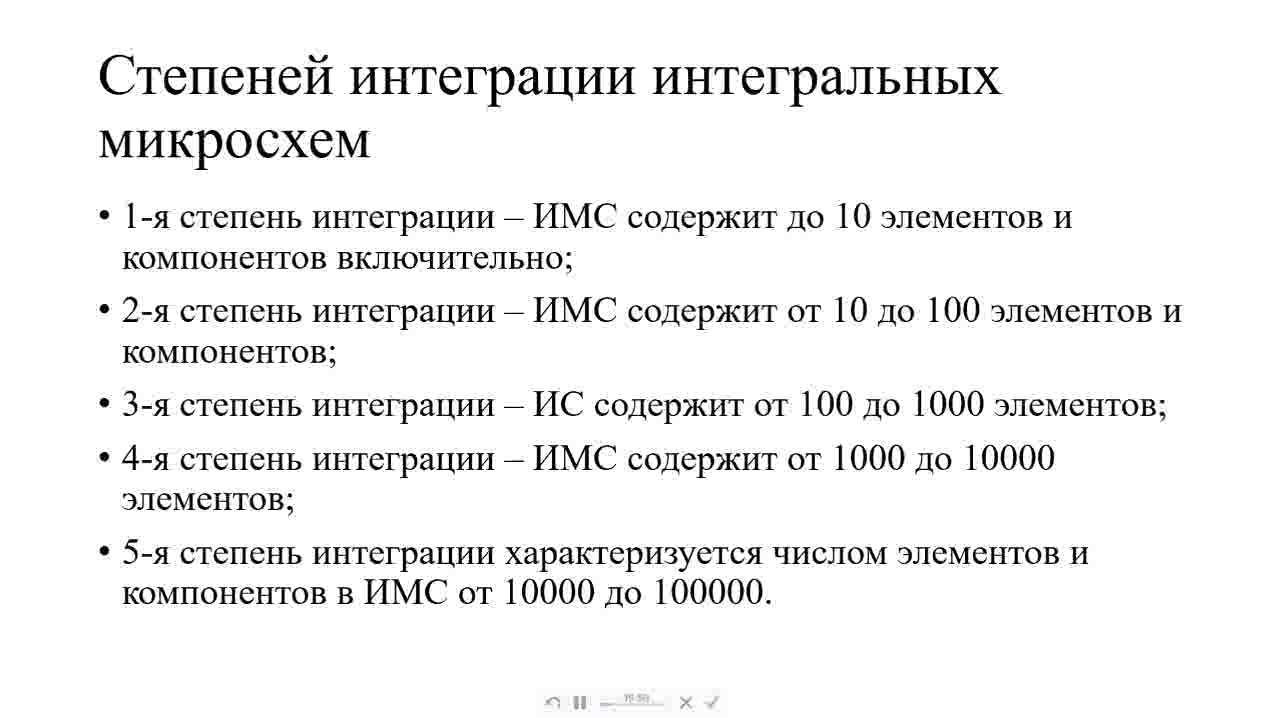 Степеней интеграции интегральных
микросхем
• 1-я степень интеграции – ИМС содержит до 10 элементов и
компонентов включительно;
• 2-я степень интеграции – ИМС содержит от 10 до 100 элементов и
компонентов;
• 3-я степень интеграции – ИС содержит от 100 до 1000 элементов;
• 4-я степень интеграции – ИМС содержит от 1000 до 10000
элементов;
• 5-я степень интеграции характеризуется числом элементов и
компонентов в ИМС от 10000 до 100000.